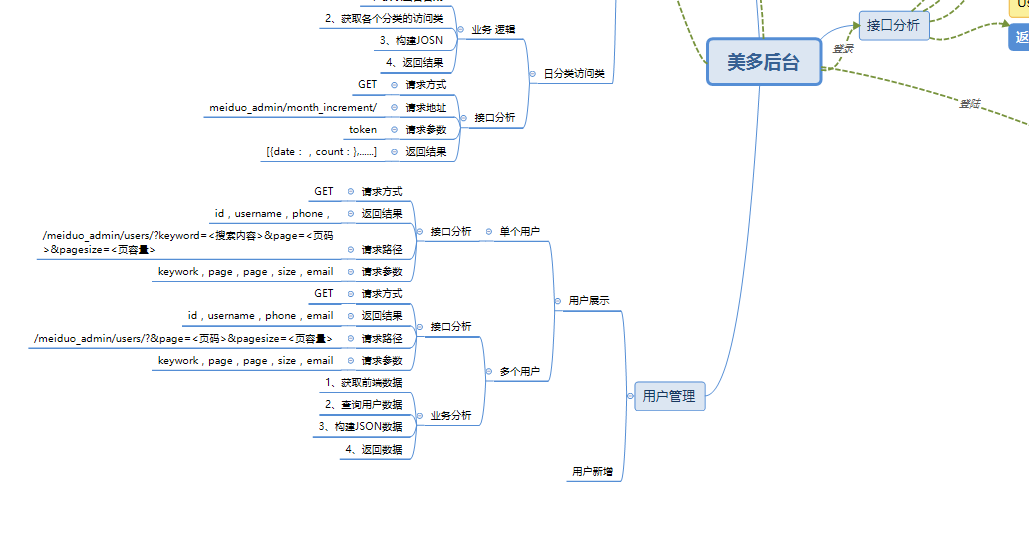 2、获取各个分类的访问类
3、构建JOSN
4、返回结果
业务 逻辑
日分类访问类
GET
请求方式
meiduo_admin/month_increment/
请求地址
token
请求参数
[{date：，count：},......]
返回结果
接口分析
GET
请求方式
id，username，phone，
返回结果
/meiduo_admin/users/?keyword=<搜索内容>&page=<页码
>&pagesize=<页容量>
请求路径
keywork，page，page，size，email
请求参数
接口分析
单个用户
GET
请求方式
id，username，phone，email
返回结果
/meiduo_admin/users/?&page=<页码>&pagesize=<页容量>
请求路径
keywork，page，page，size，email
请求参数
接口分析
1、获取前端数据
2、查询用户数据
3、构建JSON数据
4、返回数据
业务分析
多个用户
用户展示
用户新增
用户管理
美多后台
接口分析
登录
登陆
返